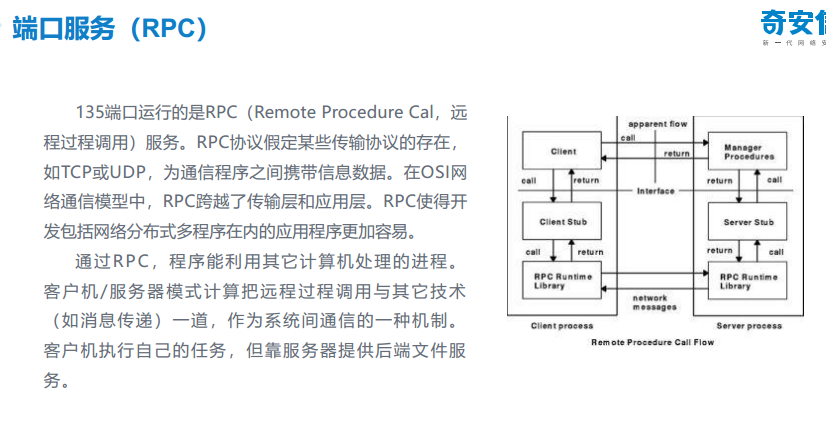 端口服务（RPC）
奇安信
新一代网络安
135端口运行的是RPC（Remote Procedure Cal，远
程过程调用）服务。RPC协议假定某些传输协议的存在，
如TCP或UDP，为通信程序之间携带信息数据。在OSI网
络通信模型中，RPC跨越了传输层和应用层。RPC使得开
发包括网络分布式多程序在内的应用程序更加容易。
通过RPC，程序能利用其它计算机处理的进程。
客户机/服务器模式计算把远程过程调用与其它技术
（如消息传递）一道，作为系统间通信的一种机制。
客户机执行自己的任务，但靠服务器提供后端文件服
务。
apparent flow
Client
call
return
Manager
Procedures
call
return
Interface
return
call
Client Stub
Server Stub
call
return
return
call
RPC Runtime
Library
RPC Runtime
Library
network
messages
Client process
Server process
Remote Procedure Call Flow